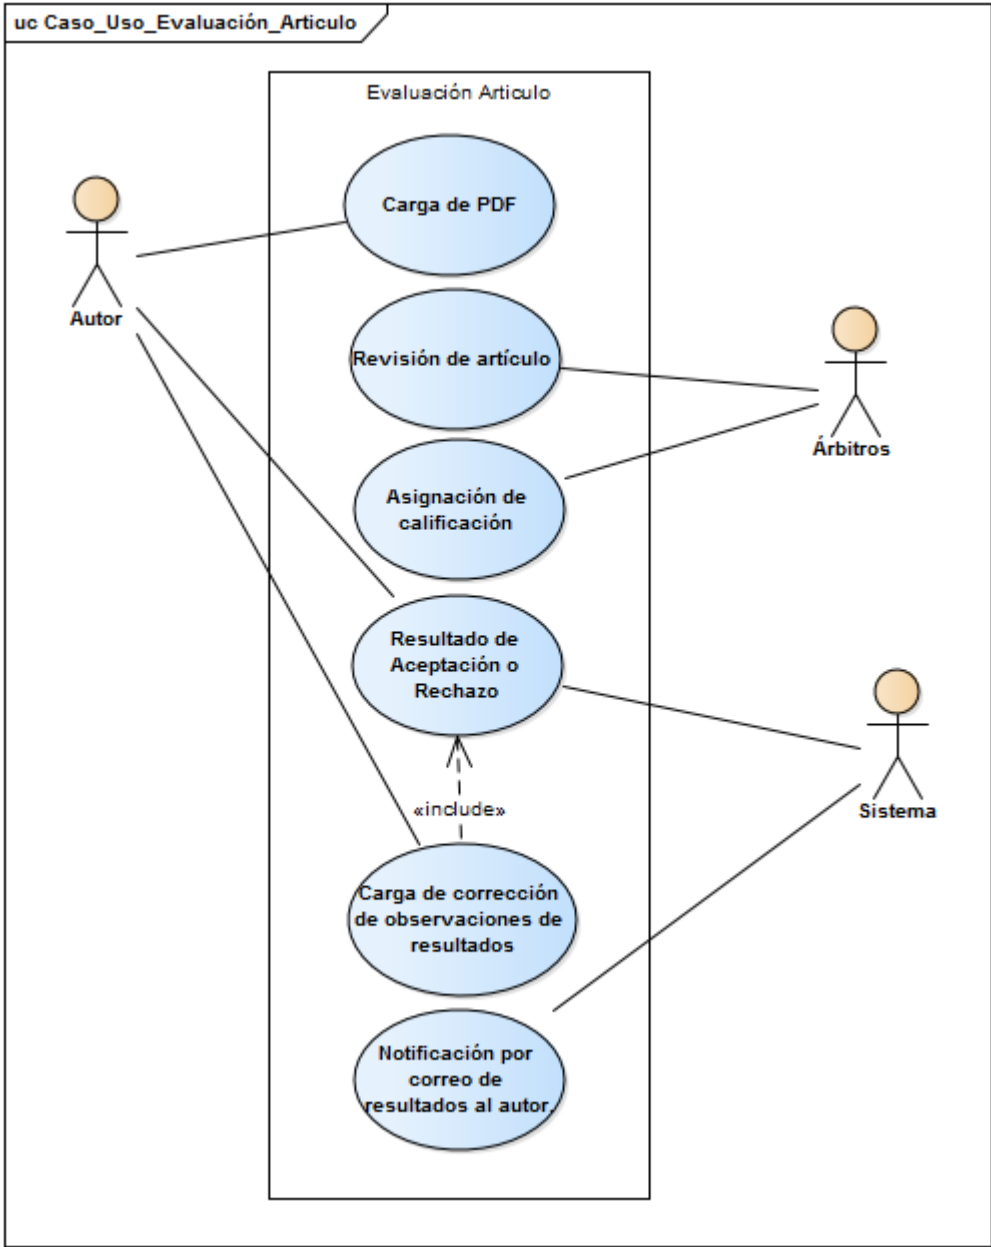 uc Caso_Uso_Evaluación_Articulo
Evaluación Articulo
Carga de PDF
Autor
Revisión de artículo
Árbitros
Asignación de
calificación
Resultado de
Aceptación o
Rechazo
Sistema
«include»
Carga de corrección
de observaciones de
resultados
Notificación por
correo de
resultados al autor.